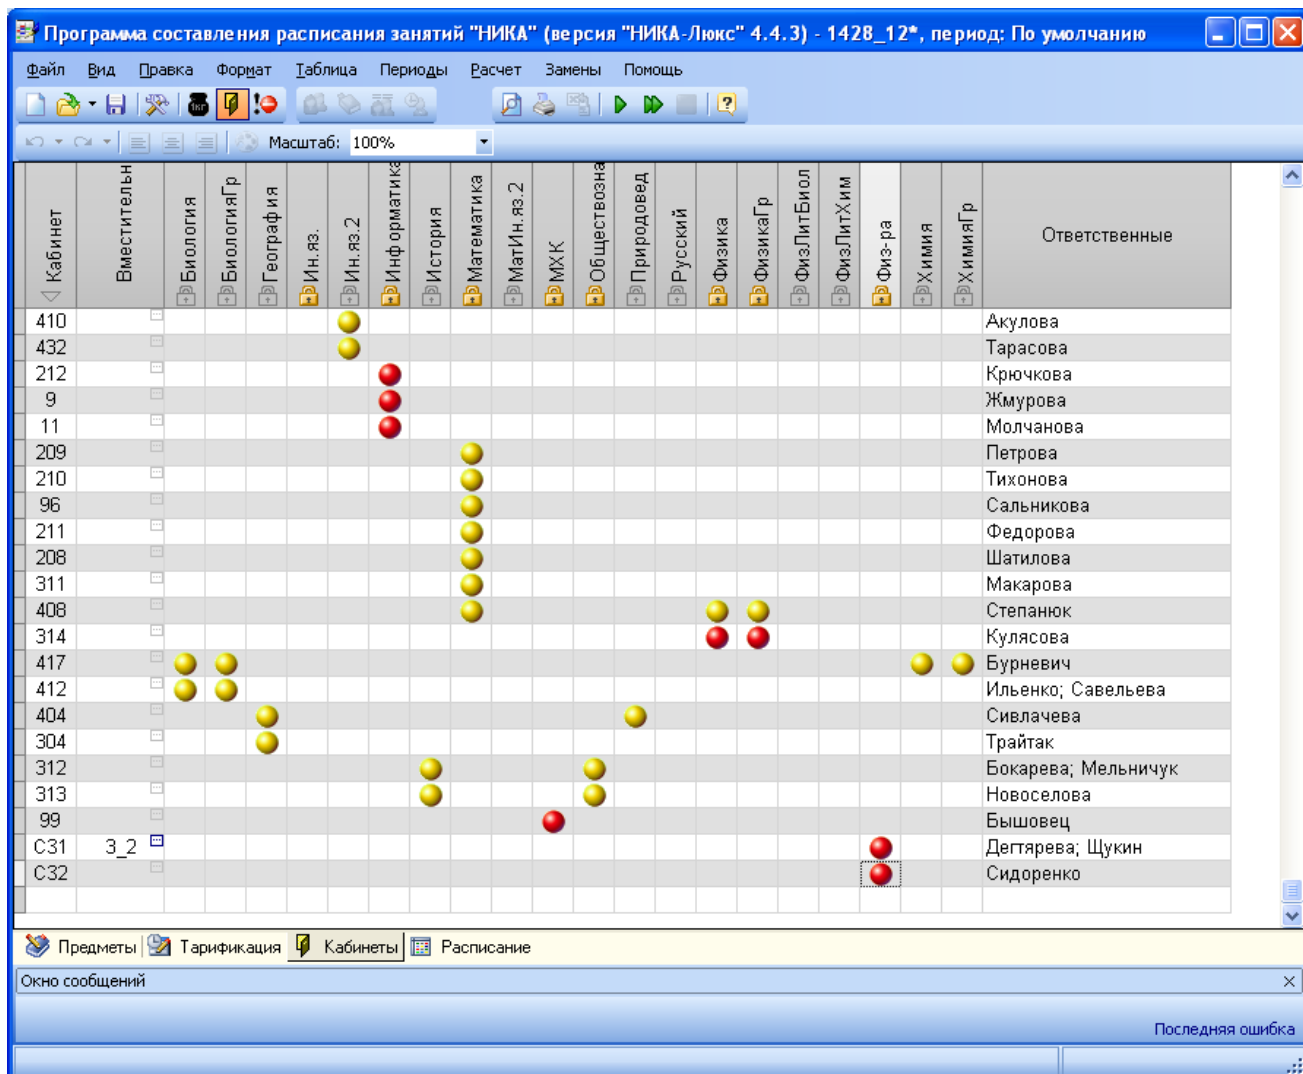 Программа составления расписания занятий "НИКА" (версия "НИКА-Люкс" 4.4.3) - 1428_12*, период: По умолчанию
Файл Вид Правка Формат Таблица Периоды Расчет Замены Помощь
1кг
Масштаб: 100%
Кабинет Вместительн Биология БиологияГр География Ин.яз. Ин.яз.2 Информатика История Математика МатИн.яз.2 МХК Обществозна Природовед Русский Физика ФизикаГр ФизЛитБиол ФизЛитХим Физ-ра Химия ХимияГр Ответственные
410 Акулова
432 Тарасова
212 Крючкова
9 Жмурова
11 Молчанова
209 Петрова
210 Тихонова
96 Сальникова
211 Федорова
208 Шатилова
311 Макарова
408 Степанюк
314 Кулясова
417 Бурневич
412 Ильенко; Савельева
404 Сивлачева
304 Трайтак
312 Бокарева; Мельничук
313 Новоселова
99 Бышовец
С31 3_2 Дегтярева; Щукин
С32 Сидоренко
Предметы Тарификация Кабинеты Расписание
Окно сообщений
Последняя ошибка